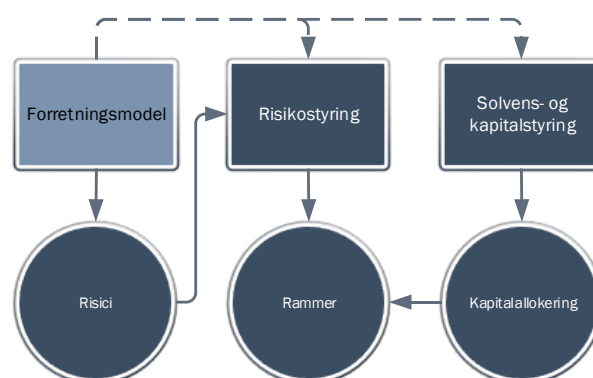 Forretningsmodel
Risikostyring
Solvens- og
kapitalstyring
Risici
Rammer
Kapitalallokering